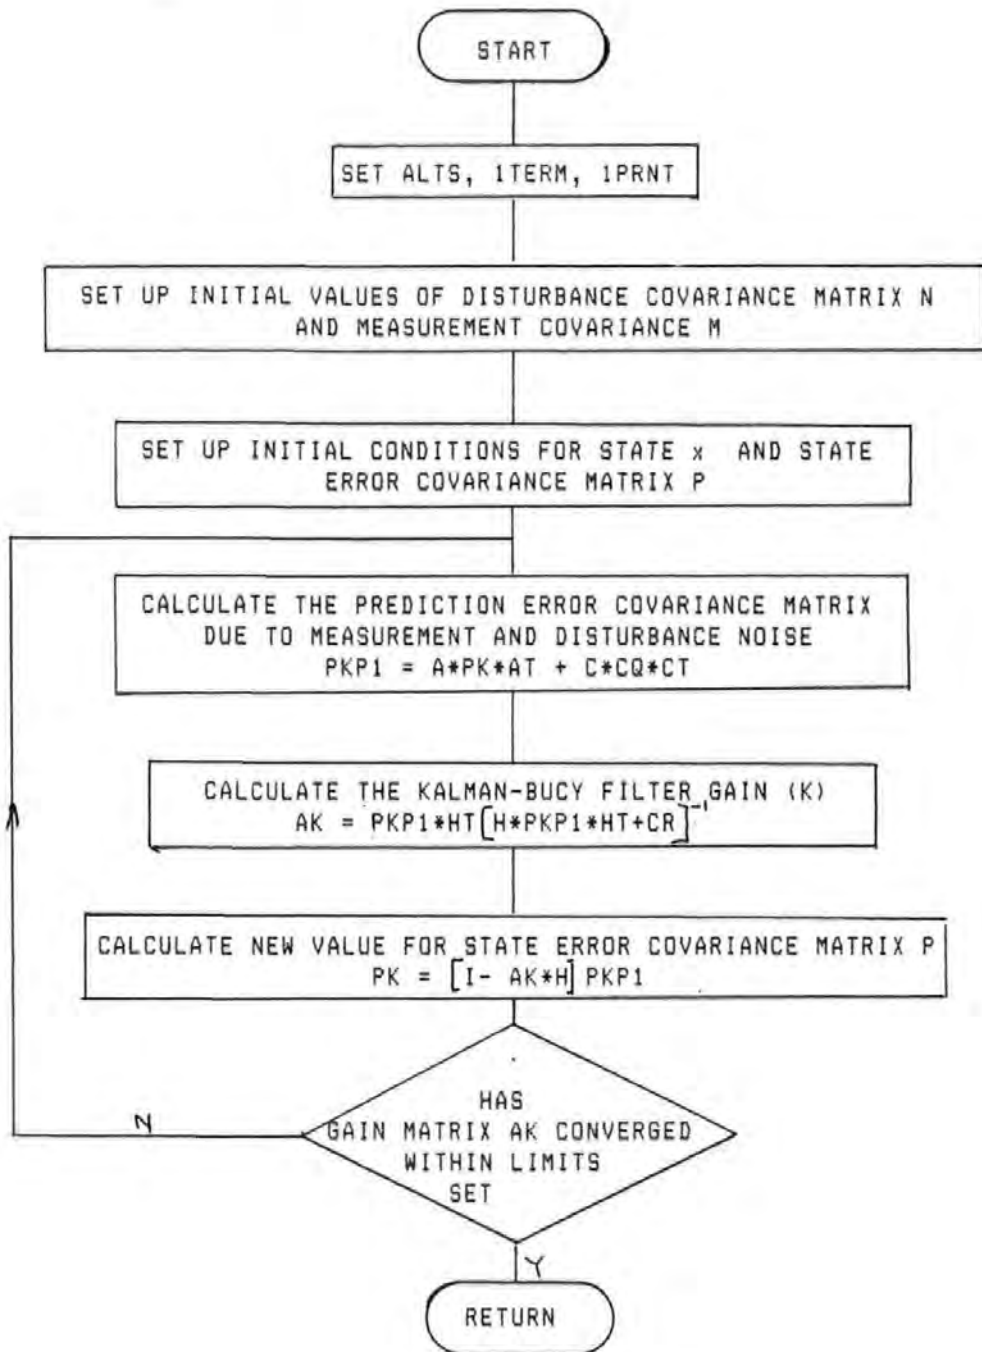 START
SET ALTS, 1TERM, 1PRNT
SET UP INITIAL VALUES OF DISTURBANCE COVARIANCE MATRIX N
AND MEASUREMENT COVARIANCE M
SET UP INITIAL CONDITIONS FOR STATE x AND STATE
ERROR COVARIANCE MATRIX P
CALCULATE THE PREDICTION ERROR COVARIANCE MATRIX
DUE TO MEASUREMENT AND DISTURBANCE NOISE
PKP1 = A*PK*AT + C*CQ*CT
CALCULATE THE KALMAN-BUCY FILTER GAIN (K)
AK = PKP1*HT[H*PKP1*HT+CR]⁻¹
CALCULATE NEW VALUE FOR STATE ERROR COVARIANCE MATRIX P
PK = [I- AK*H] PKP1
HAS
GAIN MATRIX AK CONVERGED
WITHIN LIMITS
SET
N
Y
RETURN